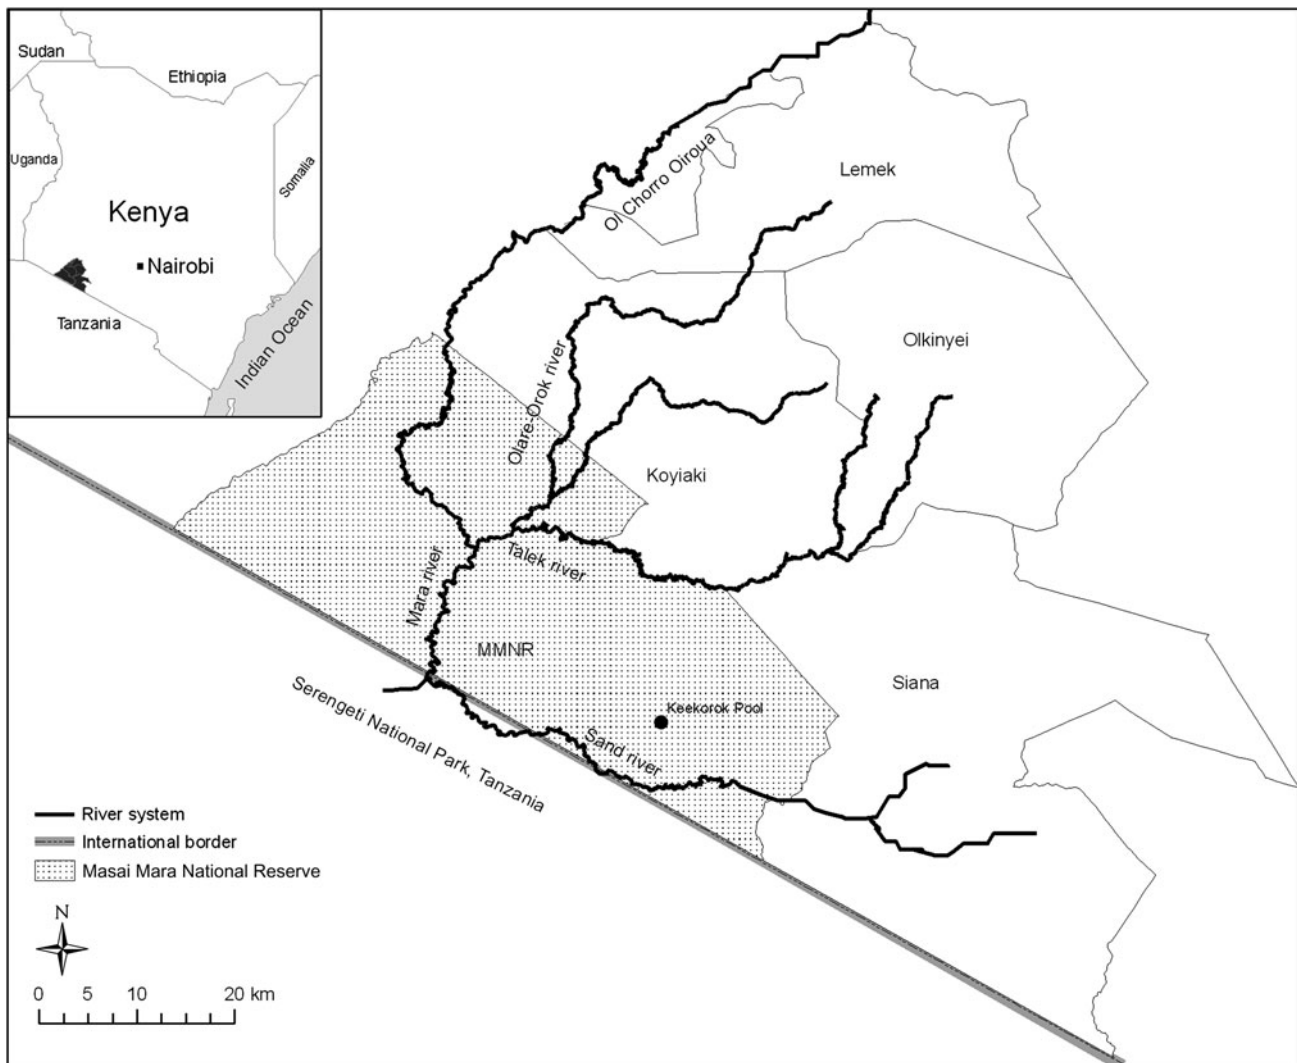 Sudan
Ethiopia
Uganda
Somalia
Kenya
Nairobi
Tanzania
Indian Ocean
Ol Chorro Oiroua
Lemek
Olkinyei
Olare-Orok river
Koyiaki
Talek river
Mara river
MMNR
Siana
Keekorok Pool
Sand river
Serengeti National Park, Tanzania
River system
International border
Masai Mara National Reserve
N
0 5 10 20 km